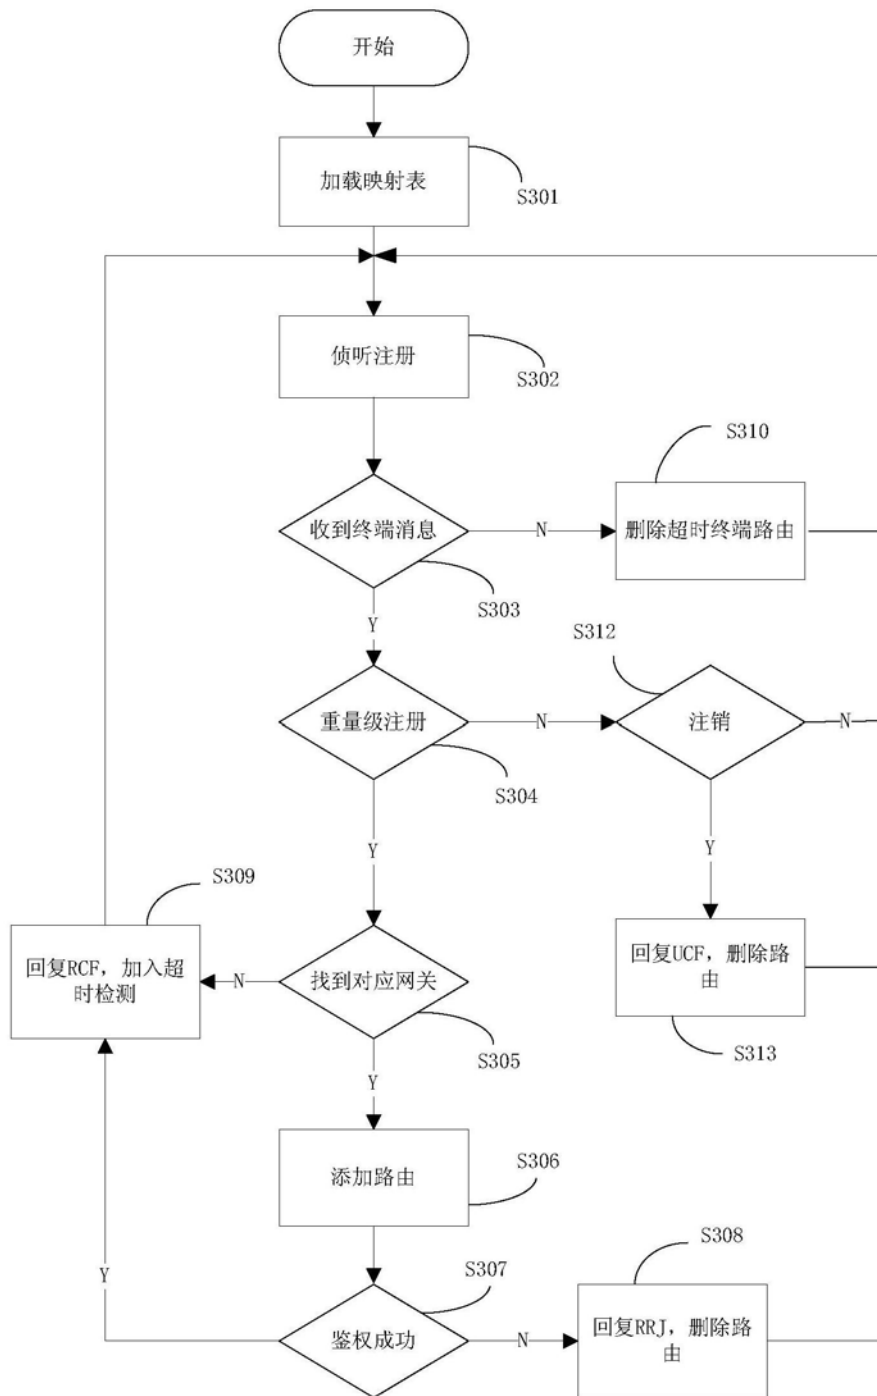 开始
加载映射表
S301
侦听注册
S302
S310
收到终端消息
N
删除超时终端路由
S303
Y
S312
重量级注册
N
注销
N
S304
Y
Y
S309
回复RCF，加入超
时检测
N
找到对应网关
回复UCF，删除路
由
S305
S313
Y
添加路由
S306
S308
Y
S307
鉴权成功
N
回复RRJ，删除路
由